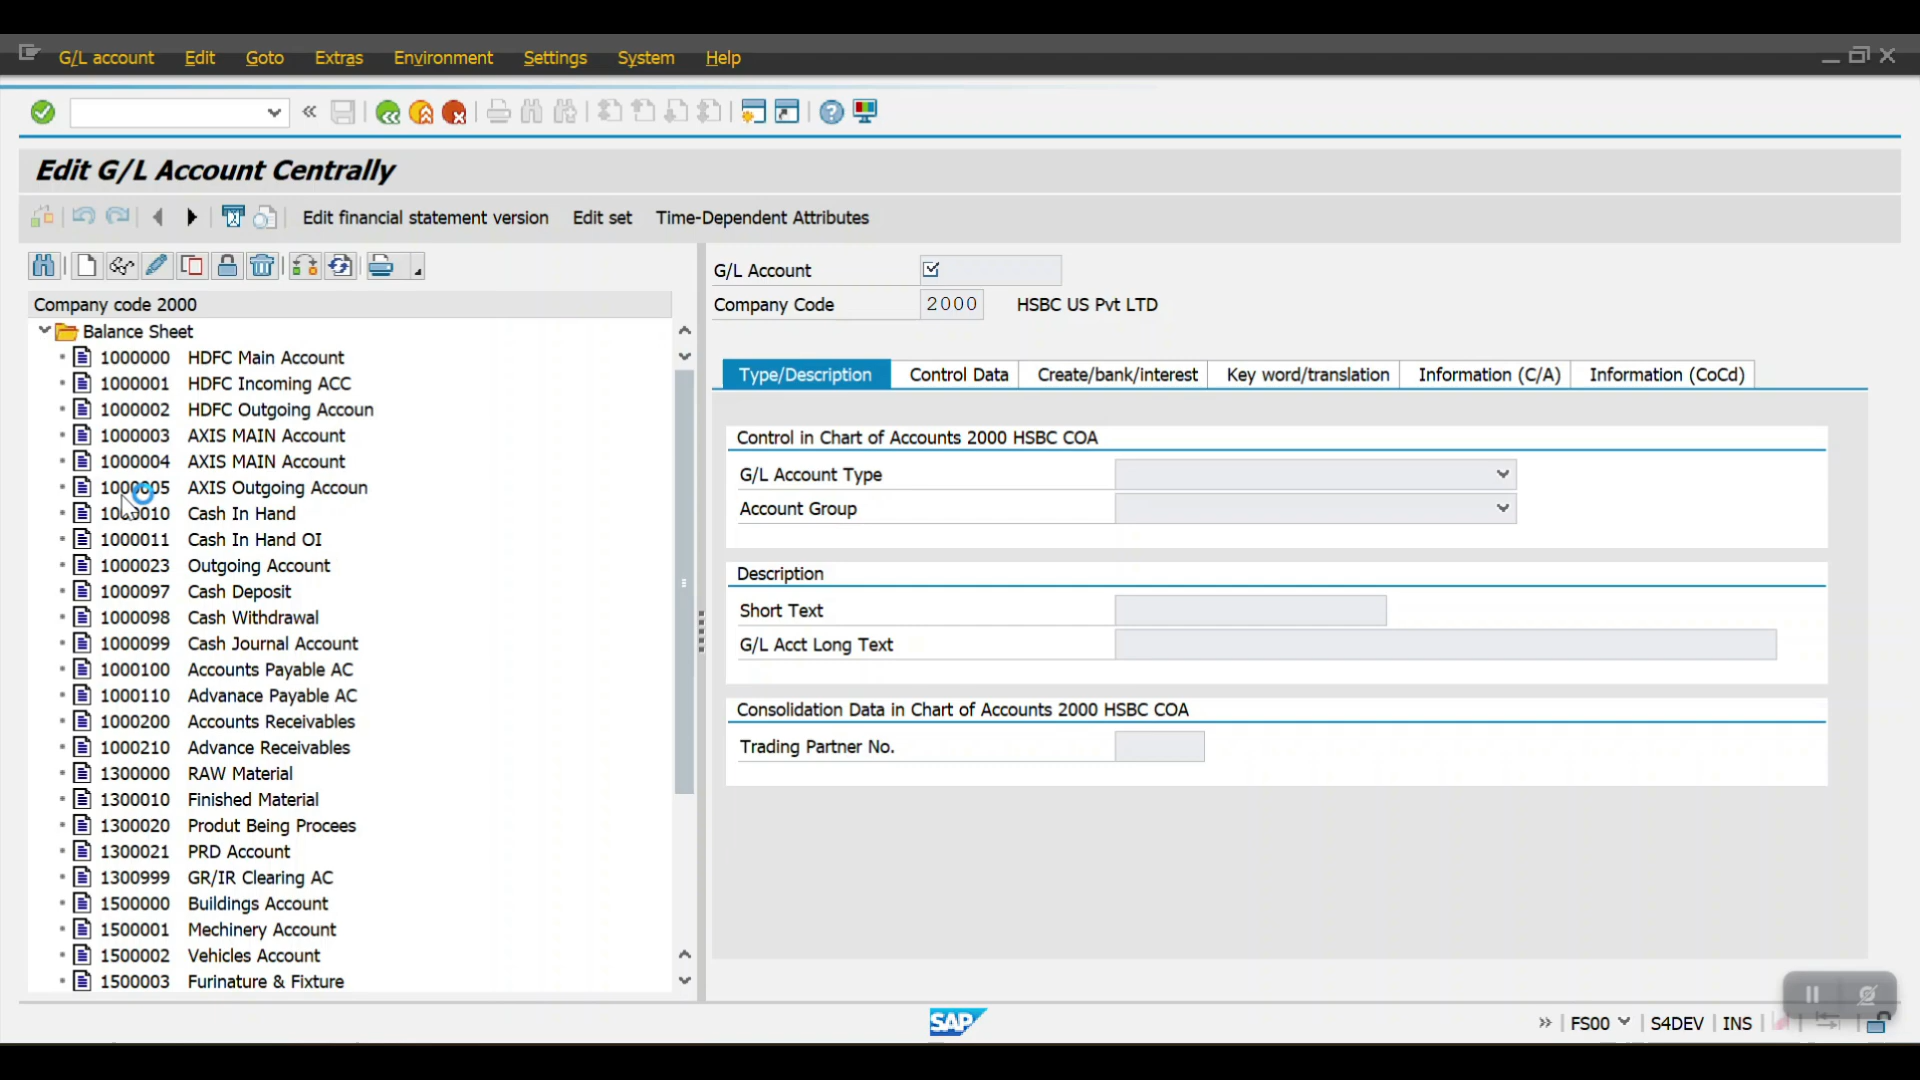 G/L account Edit Goto Extras Environment Settings System Help
Edit G/L Account Centrally
Edit financial statement version Edit set Time-Dependent Attributes
Company code 2000
Balance Sheet
1000000 HDFC Main Account
1000001 HDFC Incoming ACC
1000002 HDFC Outgoing Accoun
1000003 AXIS MAIN Account
1000004 AXIS MAIN Account
1000005 AXIS Outgoing Accoun
1000010 Cash In Hand
1000011 Cash In Hand OI
1000023 Outgoing Account
1000097 Cash Deposit
1000098 Cash Withdrawal
1000099 Cash Journal Account
1000100 Accounts Payable AC
1000110 Advanace Payable AC
1000200 Accounts Receivables
1000210 Advance Receivables
1300000 RAW Material
1300010 Finished Material
1300020 Produt Being Procees
1300021 PRD Account
1300999 GR/IR Clearing AC
1500000 Buildings Account
1500001 Mechinery Account
1500002 Vehicles Account
1500003 Furinature & Fixture
G/L Account
Company Code 2000 HSBC US Pvt LTD
Type/Description Control Data Create/bank/interest Key word/translation Information (C/A) Information (CoCd)
Control in Chart of Accounts 2000 HSBC COA
G/L Account Type
Account Group
Description
Short Text
G/L Acct Long Text
Consolidation Data in Chart of Accounts 2000 HSBC COA
Trading Partner No.
SAP
FS00 S4DEV INS